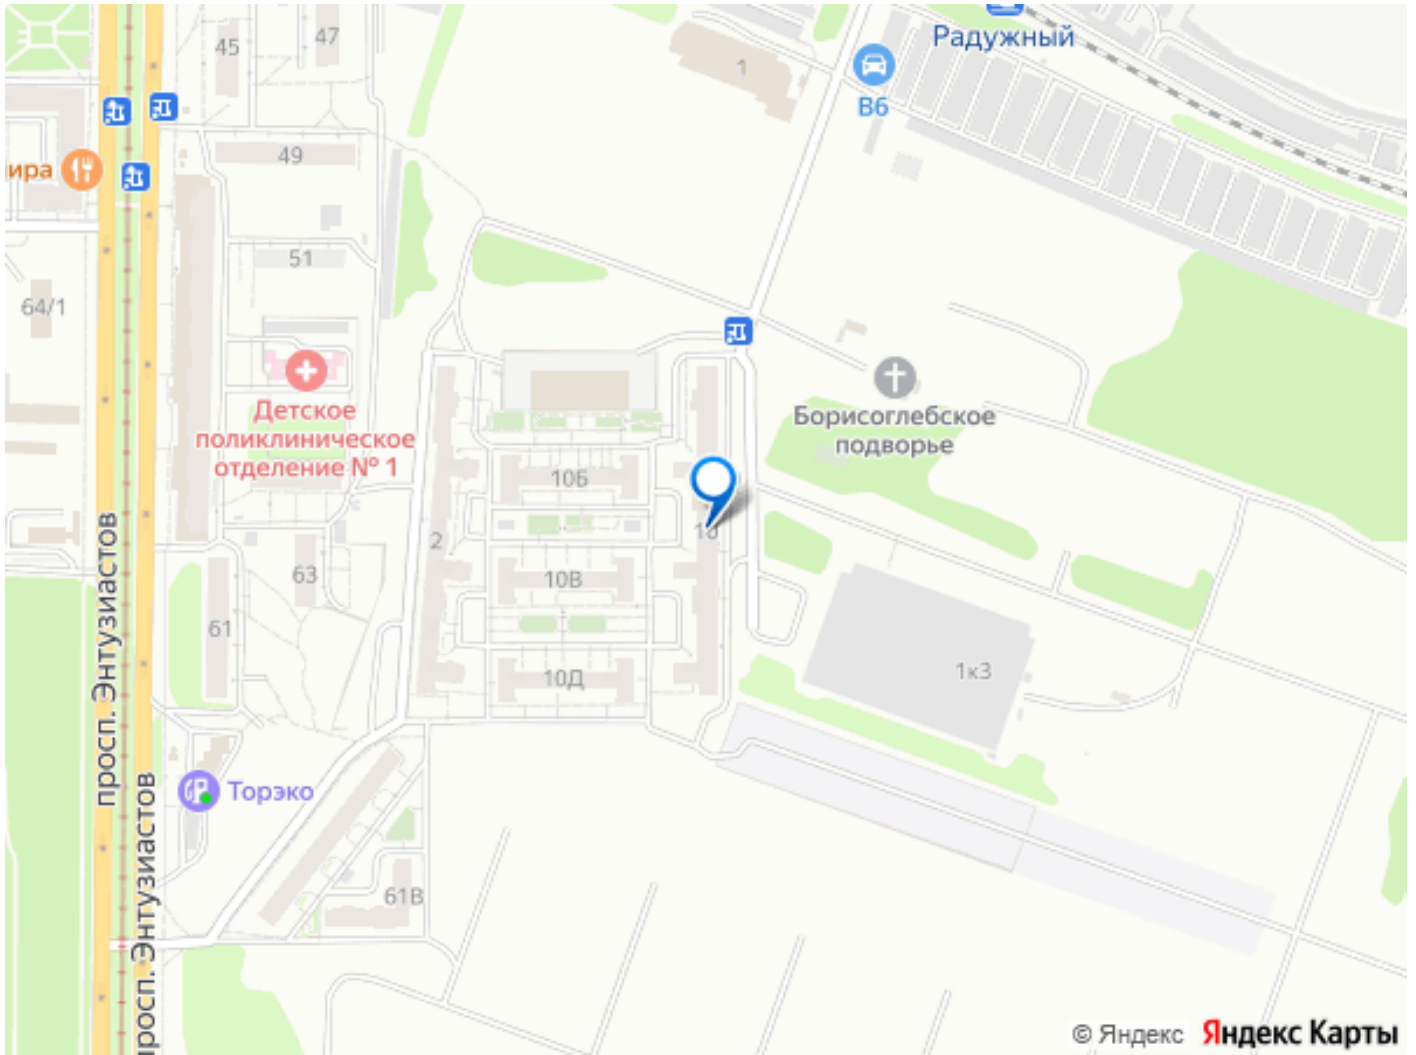 45
47
Радужный
1
В6
49
ира
51
64/1
Детское
поликлиническое
отделение № 1
Борисоглебское
подворье
10Б
10
2
10В
63
61
10Д
1к3
просп. Энтузиастов
Торэко
61В
просп. Энтузиастов
© Яндекс Яндекс Карты